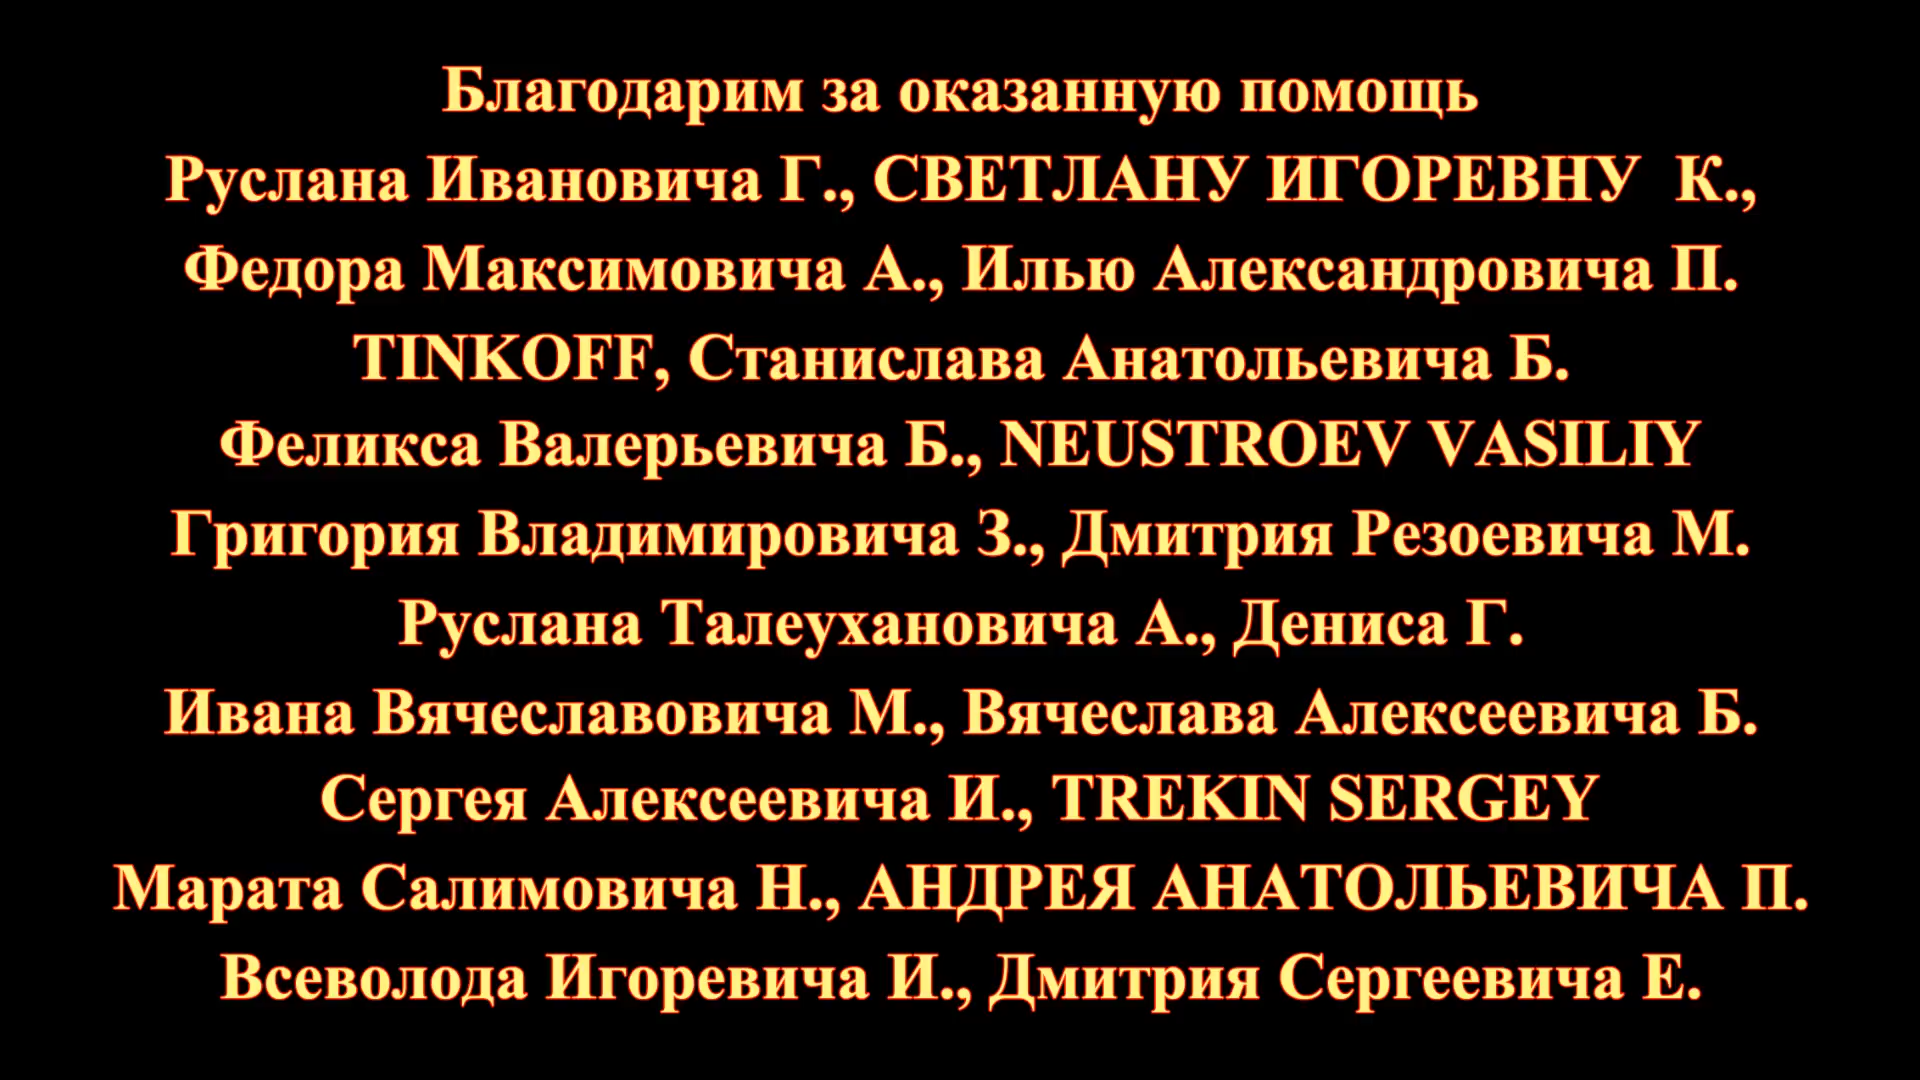 Благодарим за оказанную помощь
Руслана Ивановича Г., СВЕТЛАНУ ИГОРЕВНУ  К.,
Федора Максимовича А., Илью Александровича П.
TINKOFF, Станислава Анатольевича Б.
Феликса Валерьевича Б., NEUSTROEV VASILIY
Григория Владимировича З., Дмитрия Резоевича М.
Руслана Талеухановича А., Дениса Г.
Ивана Вячеславовича М., Вячеслава Алексеевича Б.
Сергея Алексеевича И., TREKIN SERGEY
Марата Салимовича Н., АНДРЕЯ АНАТОЛЬЕВИЧА П.
Всеволода Игоревича И., Дмитрия Сергеевича Е.